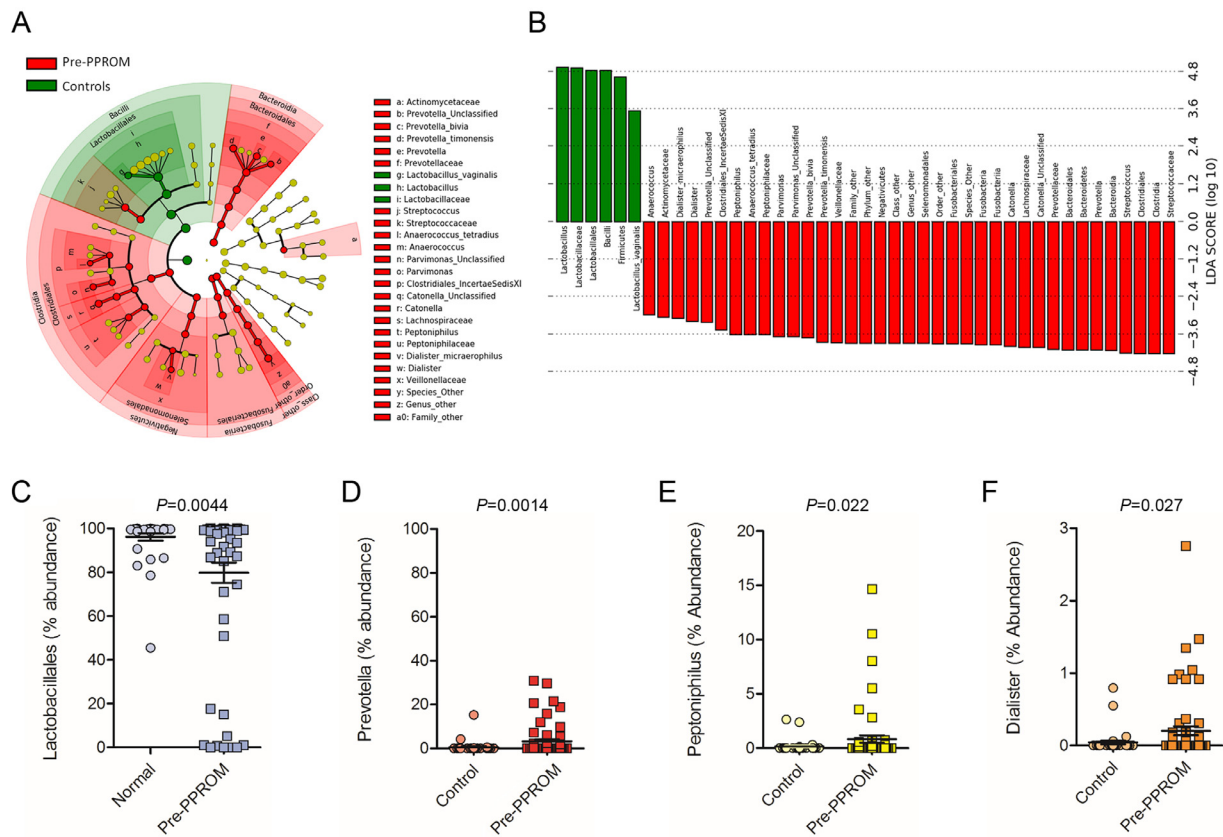 A
Pre-PPROM
Controls
Bacilli
Lactobacillales
Bacteroidia
Bacteroidales
Clostridia
Clostridiales
Negativicutes
Selenomonadales
Fusobacteriia
Fusobacteriales
Order_other
Class_other
a
b
d
e
f
h
i
k
j
m
p
s
r
u
v
w
x
z
a0
a: Actinomycetaceae
b: Prevotella_Unclassified
c: Prevotella_bivia
d: Prevotella_timonensis
e: Prevotella
f: Prevotellaceae
g: Lactobacillus_vaginalis
h: Lactobacillus
i: Lactobacillaceae
j: Streptococcus
k: Streptococcaceae
l: Anaerococcus_tetradius
m: Anaerococcus
n: Parvimonas_Unclassified
o: Parvimonas
p: Clostridiales_IncertaeSedisXI
q: Catonella_Unclassified
r: Catonella
s: Lachnospiraceae
t: Peptoniphilus
u: Peptoniphilaceae
v: Dialister_micraerophilus
w: Dialister
x: Veillonellaceae
y: Species_Other
z: Genus_other
a0: Family_other
B
Lactobacillus
Lactobacillaceae
Lactobacillales
Bacilli
Firmicutes
Lactobacillus_vaginalis
Anaerococcus
Actinomycetaceae
Dialister_micraerophilus
Dialister
Prevotella_Unclassified
Clostridiales_IncertaeSedisXI
Peptoniphilus
Anaerococcus_tetradius
Peptoniphilaceae
Parvimonas
Parvimonas_Unclassified
Prevotella_bivia
Prevotella_timonensis
Veillonellaceae
Family_other
Phylum_other
Negativicutes
Class_other
Genus_other
Selenomonadales
Order_other
Fusobacteriales
Species_Other
Fusobacteria
Fusobacteriia
Catonella
Lachnospiraceae
Catonella_Unclassified
Prevotellaceae
Bacteroidales
Bacteroidetes
Prevotella
Bacteroidia
Streptococcus
Clostridiales
Clostridia
Streptococcaceae
4.8
3.6
2.4
1.2
0.0
−1.2
−2.4
−3.6
−4.8
LDA SCORE (log 10)
C
P=0.0044
Lactobacillales (% abundance)
100
80
60
40
20
0
Normal
Pre-PPROM
D
P=0.0014
Prevotella (% abundance)
100
80
60
40
20
0
Control
Pre-PPROM
E
P=0.022
Peptoniphilus (% Abundance)
20
15
10
5
0
Control
Pre-PPROM
F
P=0.027
Dialister (% Abundance)
3
2
1
0
Control
Pre-PPROM